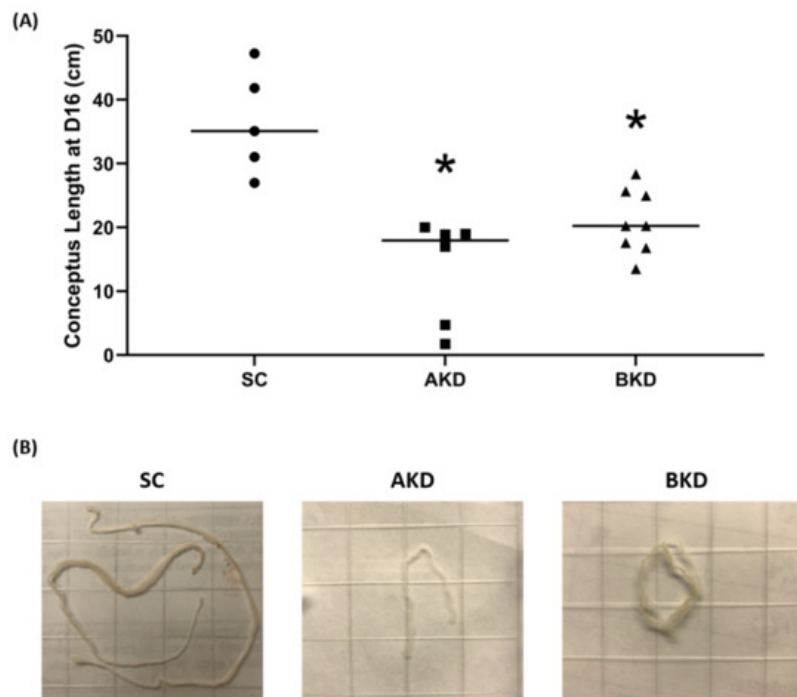 (A)
Conceptus Length at D16 (cm)
50
40
30
20
10
0
*
*
SC AKD BKD
(B)
SC AKD BKD